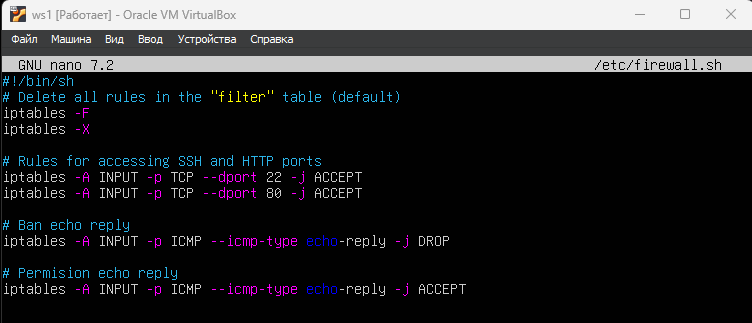 ws1 [Работает] - Oracle VM VirtualBox
Файл Машина Вид Ввод Устройства Справка
GNU nano 7.2 /etc/firewall.sh
#!/bin/sh
# Delete all rules in the "filter" table (default)
iptables -F
iptables -X
# Rules for accessing SSH and HTTP ports
iptables -A INPUT -p TCP --dport 22 -j ACCEPT
iptables -A INPUT -p TCP --dport 80 -j ACCEPT
# Ban echo reply
iptables -A INPUT -p ICMP --icmp-type echo-reply -j DROP
# Permision echo reply
iptables -A INPUT -p ICMP --icmp-type echo-reply -j ACCEPT